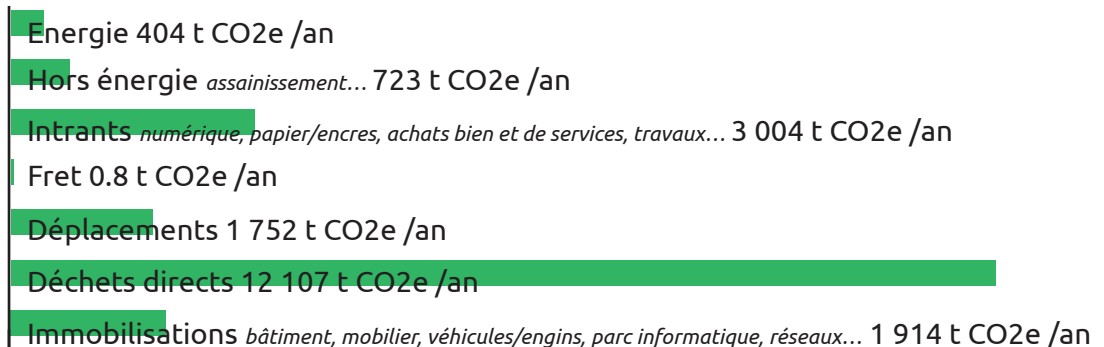 Energie 404 t CO2e /an
Hors énergie assainissement… 723 t CO2e /an
Intrants numérique, papier/encres, achats bien et de services, travaux… 3 004 t CO2e /an
Fret 0.8 t CO2e /an
Déplacements 1 752 t CO2e /an
Déchets directs 12 107 t CO2e /an
Immobilisations bâtiment, mobilier, véhicules/engins, parc informatique, réseaux… 1 914 t CO2e /an